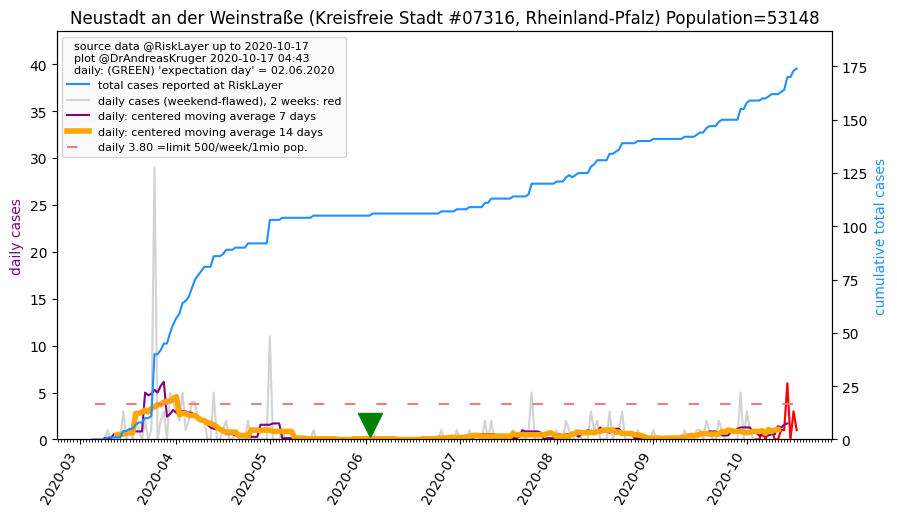 Neustadt an der Weinstraße (Kreisfreie Stadt #07316, Rheinland-Pfalz) Population=53148
source data @RiskLayer up to 2020-10-17
plot @DrAndreasKruger 2020-10-17 04:43
daily: (GREEN) 'expectation day' = 02.06.2020
total cases reported at RiskLayer
daily cases (weekend-flawed), 2 weeks: red
daily: centered moving average 7 days
daily: centered moving average 14 days
daily 3.80 =limit 500/week/1mio pop.
daily cases
40
35
30
25
20
15
10
5
0
cumulative total cases
175
150
125
100
75
50
25
0
2020-03
2020-04
2020-05
2020-06
2020-07
2020-08
2020-09
2020-10